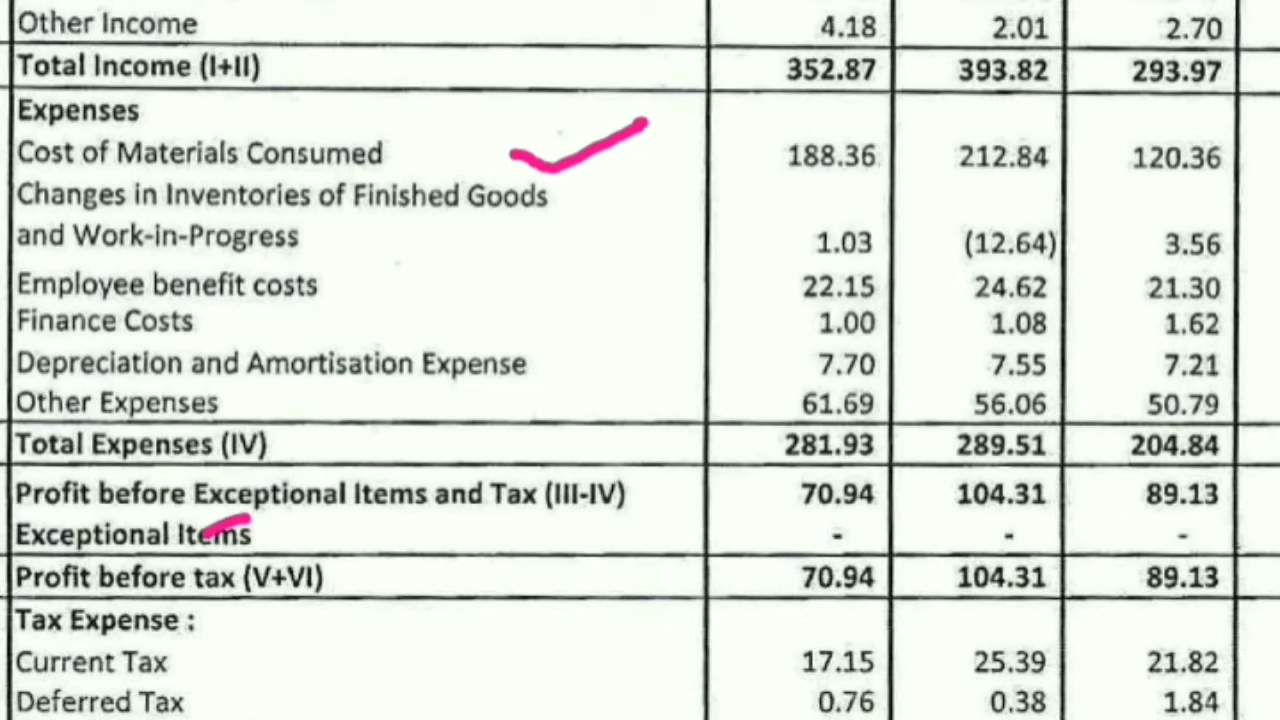 Other Income 4.18 2.01 2.70
Total Income (I+II) 352.87 393.82 293.97
Expenses
Cost of Materials Consumed 188.36 212.84 120.36
Changes in Inventories of Finished Goods
and Work-in-Progress 1.03 (12.64) 3.56
Employee benefit costs 22.15 24.62 21.30
Finance Costs 1.00 1.08 1.62
Depreciation and Amortisation Expense 7.70 7.55 7.21
Other Expenses 61.69 56.06 50.79
Total Expenses (IV) 281.93 289.51 204.84
Profit before Exceptional Items and Tax (III-IV) 70.94 104.31 89.13
Exceptional Items - - -
Profit before tax (V+VI) 70.94 104.31 89.13
Tax Expense :
Current Tax 17.15 25.39 21.82
Deferred Tax 0.76 0.38 1.84